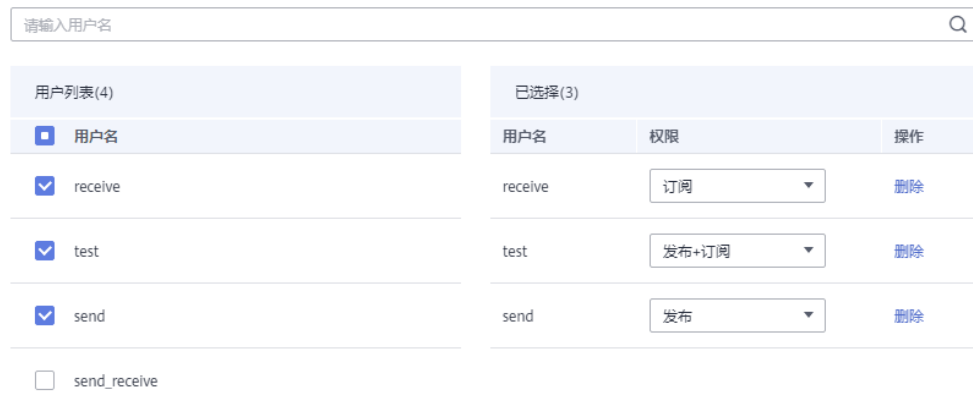 请输入用户名
用户列表(4)
已选择(3)
用户名
用户名 权限 操作
receive
receive 订阅 删除
test
test 发布+订阅 删除
send
send 发布 删除
send_receive